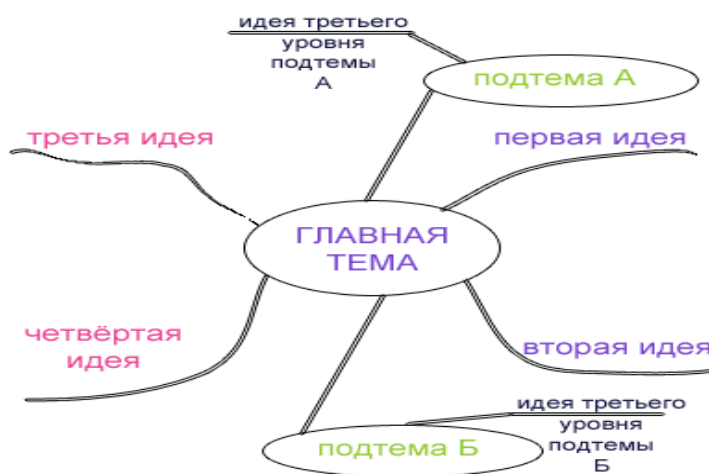 идея третьего
уровня
подтемы
А
подтема А
третья идея
первая идея
ГЛАВНАЯ
ТЕМА
четвёртая
идея
вторая идея
идея третьего
уровня
подтемы
Б
подтема Б